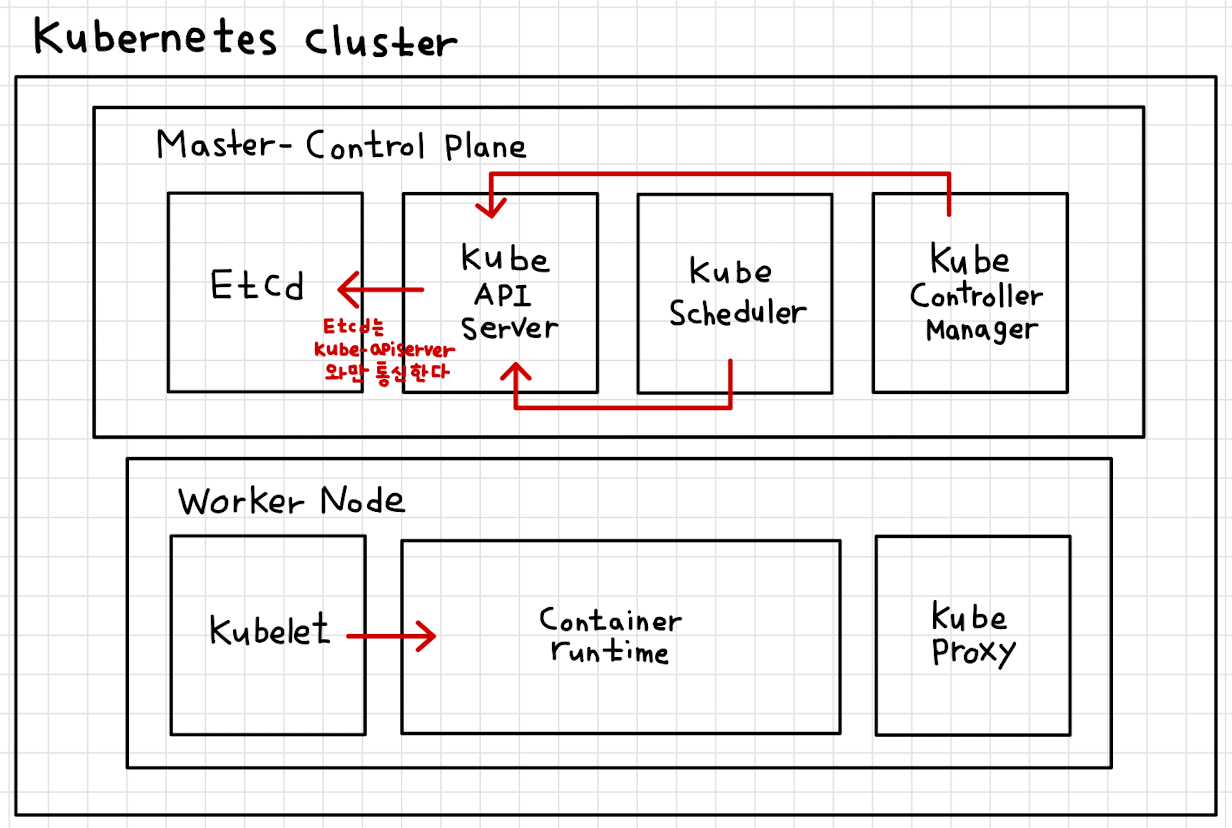 Kubernetes Cluster
Master-Control Plane
Etcd
Kube
API
Server
Kube
Scheduler
Kube
Controller
Manager
Etcd는
Kube-apiserver
와만 통신한다
Worker Node
Kubelet
Container
runtime
Kube
Proxy